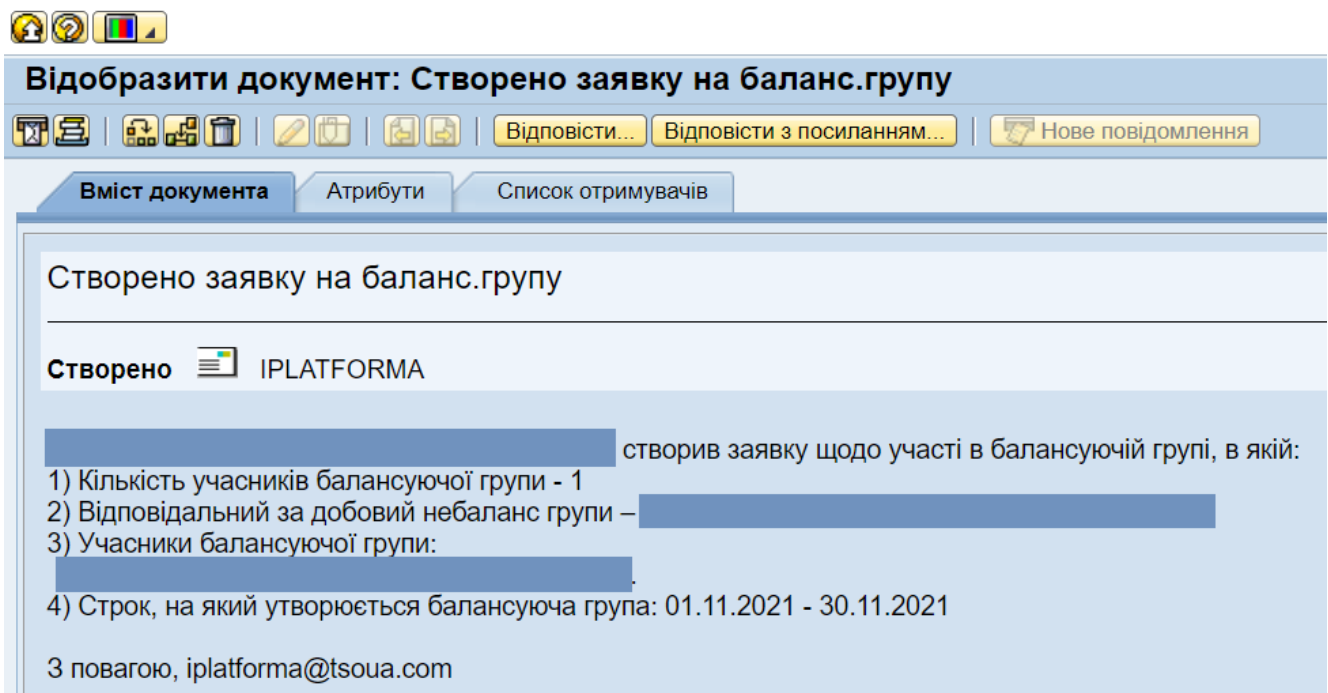 Відобразити документ: Створено заявку на баланс.групу
Відповісти... Відповісти з посиланням... Нове повідомлення
Вміст документа Атрибути Список отримувачів
Створено заявку на баланс.групу
Створено IPLATFORMA
створив заявку щодо участі в балансуючій групі, в якій:
1) Кількість учасників балансуючої групи - 1
2) Відповідальний за добовий небаланс групи –
3) Учасники балансуючої групи:
.
4) Строк, на який утворюється балансуюча група: 01.11.2021 - 30.11.2021
З повагою, iplatforma@tsoua.com